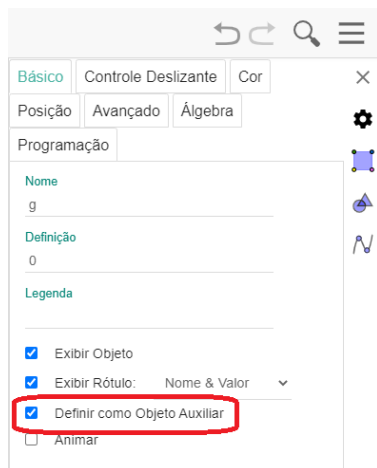 Básico Controle Deslizante Cor
Posição Avançado Álgebra
Programação
Nome
g
Definição
0
Legenda
Exibir Objeto
Exibir Rótulo: Nome & Valor
Definir como Objeto Auxiliar
Animar